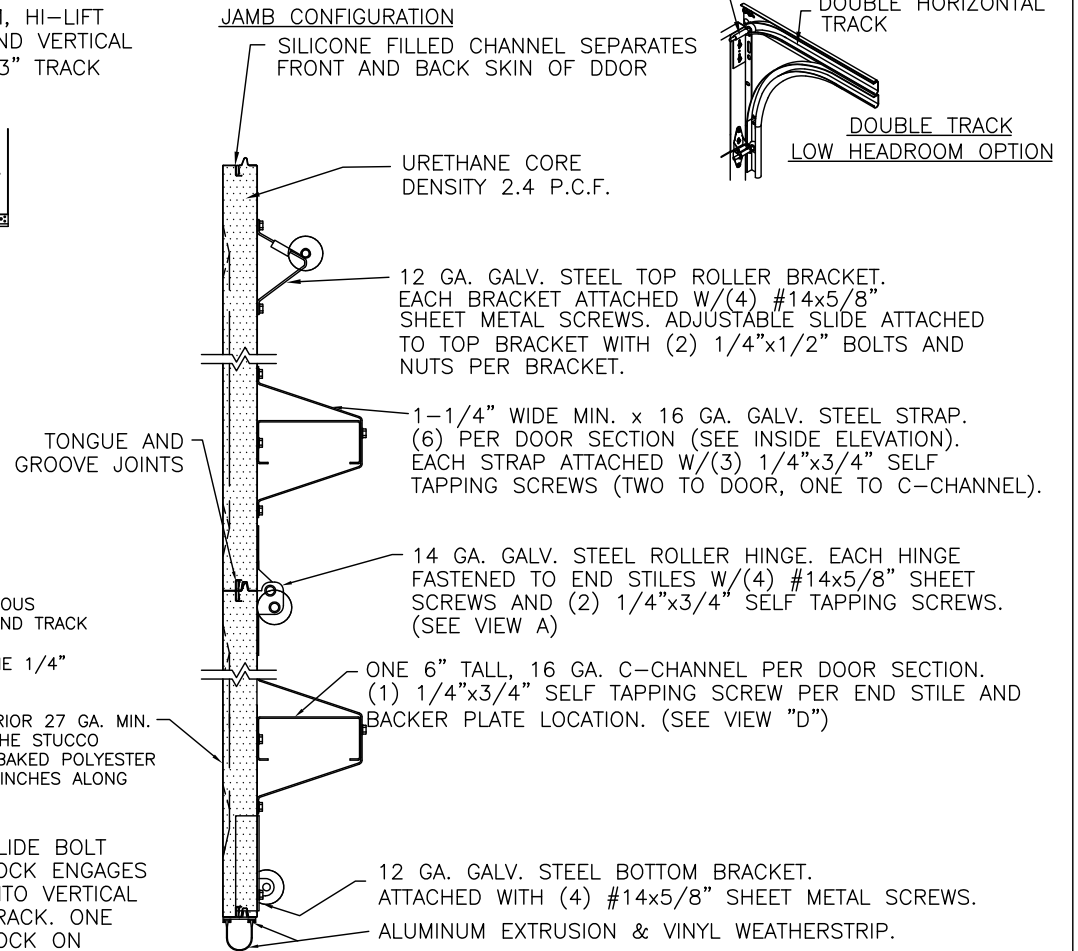 , HI-LIFT
ND VERTICAL
3" TRACK
JAMB CONFIGURATION
SILICONE FILLED CHANNEL SEPARATES
FRONT AND BACK SKIN OF DDOR
DOUBLE HORIZONTAL
TRACK
DOUBLE TRACK
LOW HEADROOM OPTION
URETHANE CORE
DENSITY 2.4 P.C.F.
12 GA. GALV. STEEL TOP ROLLER BRACKET.
EACH BRACKET ATTACHED W/(4) #14x5/8"
SHEET METAL SCREWS. ADJUSTABLE SLIDE ATTACHED
TO TOP BRACKET WITH (2) 1/4"x1/2" BOLTS AND
NUTS PER BRACKET.
1-1/4" WIDE MIN. x 16 GA. GALV. STEEL STRAP.
(6) PER DOOR SECTION (SEE INSIDE ELEVATION).
EACH STRAP ATTACHED W/(3) 1/4"x3/4" SELF
TAPPING SCREWS (TWO TO DOOR, ONE TO C-CHANNEL).
TONGUE AND
GROOVE JOINTS
14 GA. GALV. STEEL ROLLER HINGE. EACH HINGE
FASTENED TO END STILES W/(4) #14x5/8" SHEET
SCREWS AND (2) 1/4"x3/4" SELF TAPPING SCREWS.
(SEE VIEW A)
OUS
ND TRACK
E 1/4"
ONE 6" TALL, 16 GA. C-CHANNEL PER DOOR SECTION.
(1) 1/4"x3/4" SELF TAPPING SCREW PER END STILE AND
BACKER PLATE LOCATION. (SEE VIEW "D")
RIOR 27 GA. MIN.
HE STUCCO
BAKED POLYESTER
INCHES ALONG
LIDE BOLT
OCK ENGAGES
NTO VERTICAL
RACK. ONE
OCK ON
12 GA. GALV. STEEL BOTTOM BRACKET.
ATTACHED WITH (4) #14x5/8" SHEET METAL SCREWS.
ALUMINUM EXTRUSION & VINYL WEATHERSTRIP.